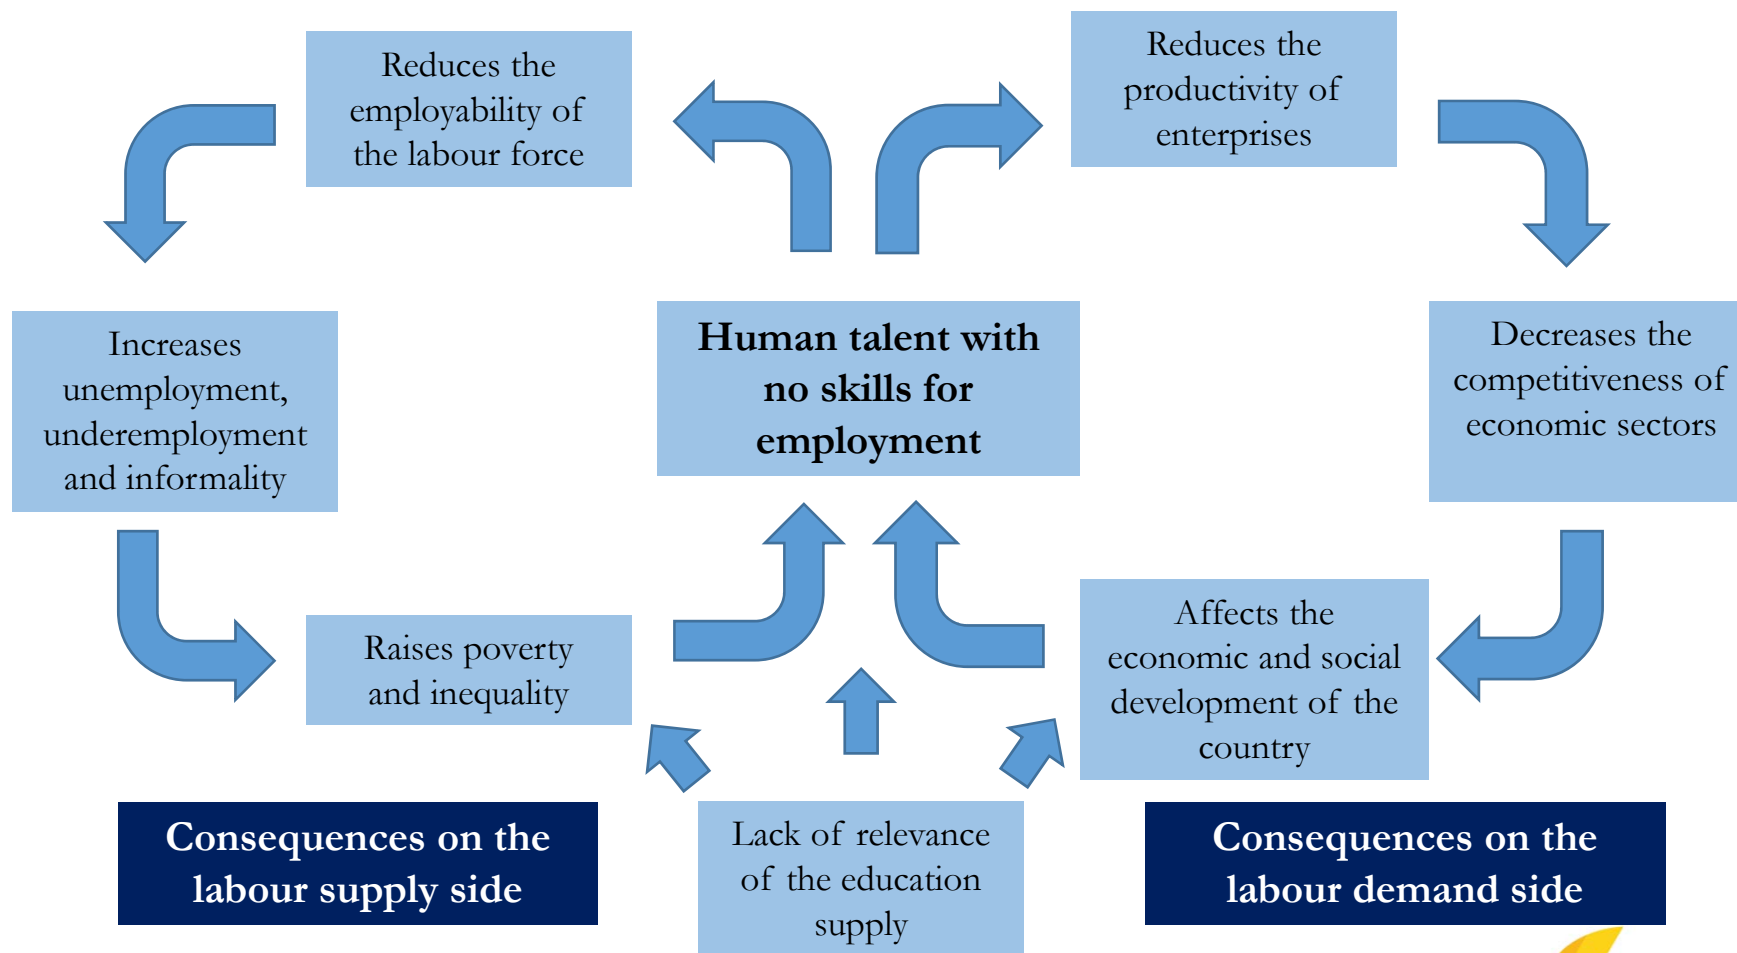 Reduces the
employability of
the labour force
Reduces the
productivity of
enterprises
Increases
unemployment,
underemployment
and informality
Human talent with
no skills for
employment
Decreases the
competitiveness of
economic sectors
Raises poverty
and inequality
Affects the
economic and social
development of the
country
Consequences on the
labour supply side
Lack of relevance
of the education
supply
Consequences on the
labour demand side